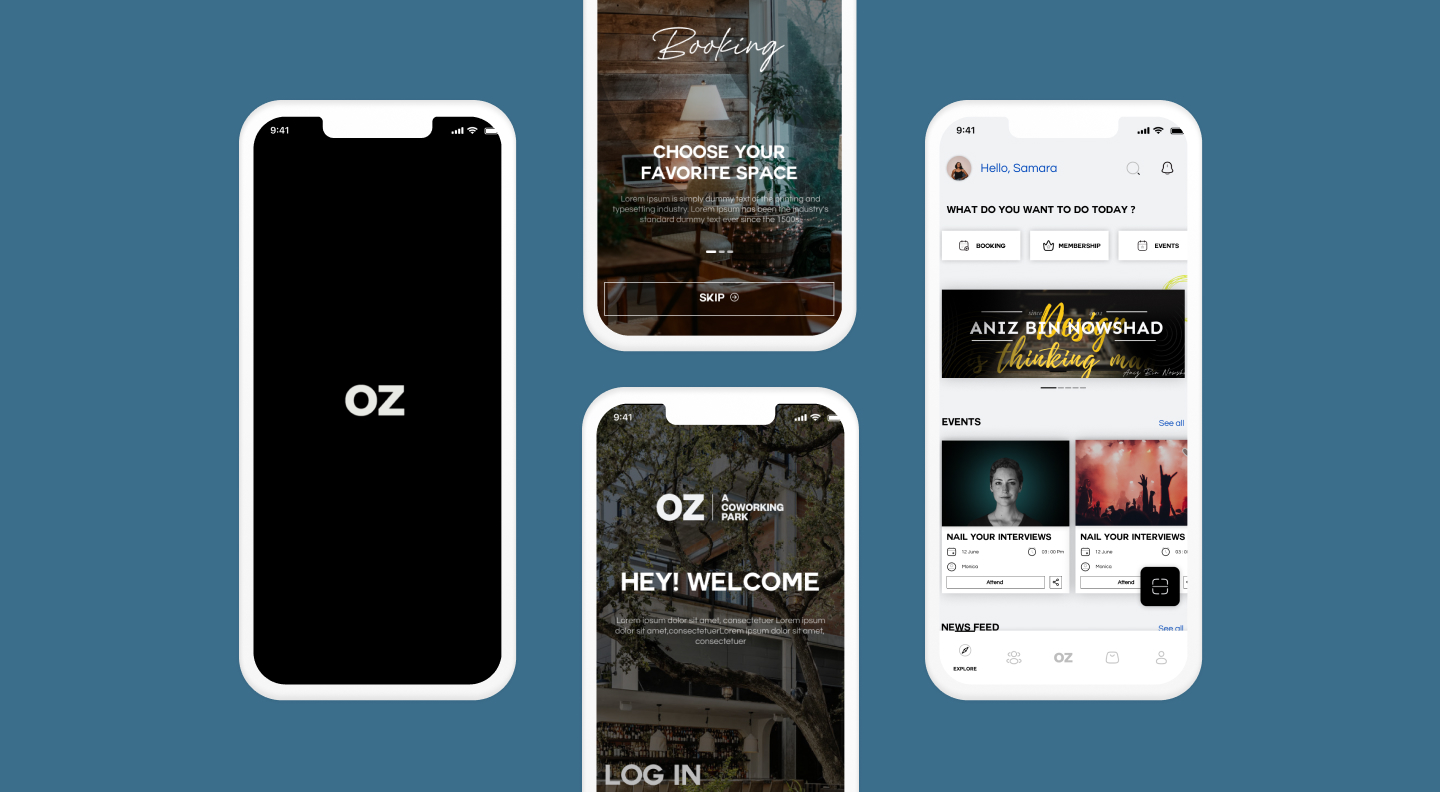 9:41
OZ
Booking
CHOOSE YOUR
FAVORITE SPACE
Lorem Ipsum is simply dummy text of the printing and
typesetting industry. Lorem Ipsum has been the industry's
standard dummy text ever since the 1500s.
SKIP
9:41
OZ
A
COWORKING
PARK
HEY! WELCOME
Lorem ipsum dolor sit amet, consectetuer Lorem ipsum
dolor sit amet,consectetuerLorem ipsum dolor sit amet,
consectetuer
LOG IN
9:41
Hello, Samara
WHAT DO YOU WANT TO DO TODAY ?
BOOKING
MEMBERSHIP
EVENTS
Design
ANIZ BIN NOWSHAD
thinking
Aniz Bin
EVENTS
See all
NAIL YOUR INTERVIEWS
12 June
03:00 Pm
Monica
Attend
NAIL YOUR INTERVIEWS
12 June
Monica
Attend
NEWS FEED
See all
EXPLORE
OZ